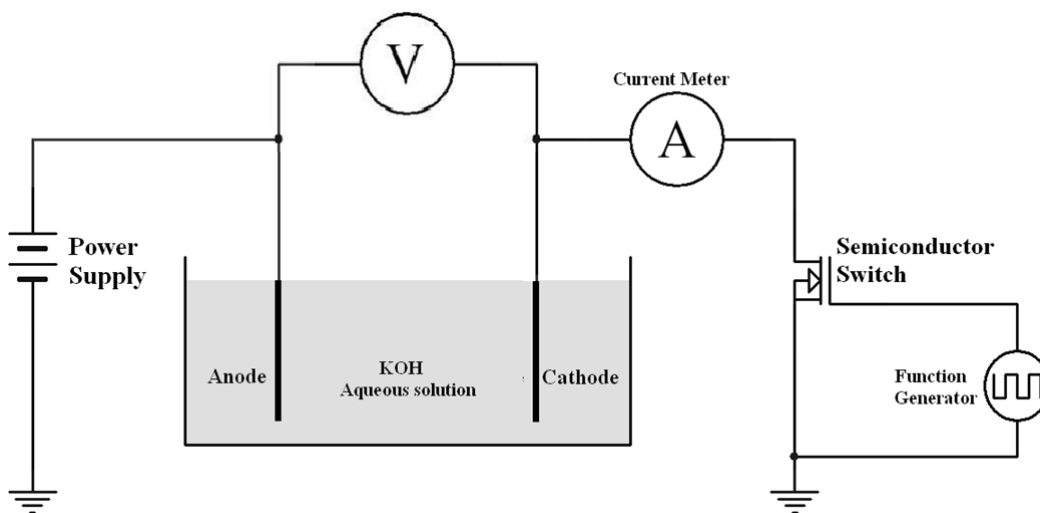 V
Current Meter
A
Power
Supply
Semiconductor
Switch
Anode
KOH
Aqueous solution
Cathode
Function
Generator